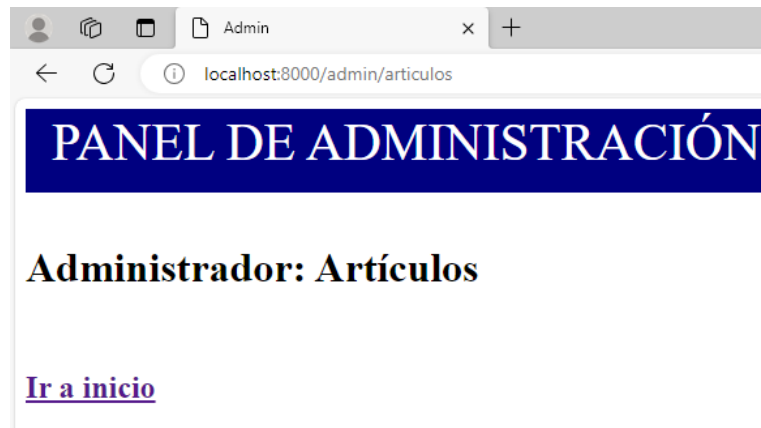 Admin
localhost:8000/admin/articulos
PANEL DE ADMINISTRACIÓN
Administrador: Artículos
Ir a inicio